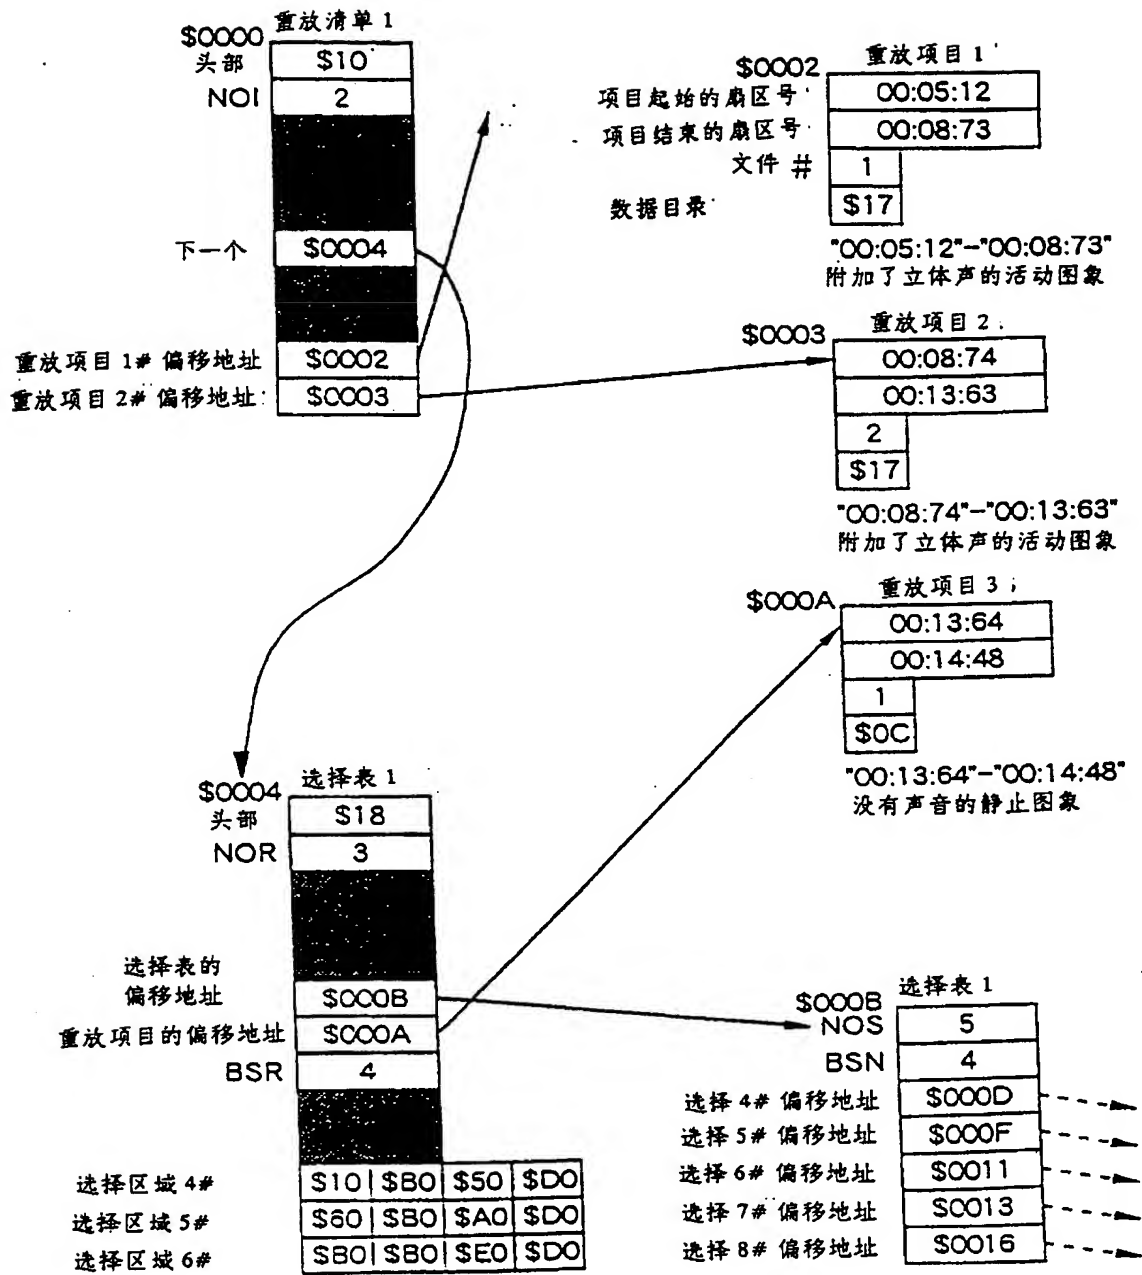 重放清单 1
$0000
头部 $10
NOI 2
下一个 $0004
重放项目 1# 偏移地址 $0002
重放项目 2# 偏移地址 $0003
重放项目 1
$0002
项目起始的扇区号 00:05:12
项目结束的扇区号 00:08:73
文件 # 1
数据目录 $17
"00:05:12"-"00:08:73"
附加了立体声的活动图象
重放项目 2
$0003
00:08:74
00:13:63
2
$17
"00:08:74"-"00:13:63"
附加了立体声的活动图象
重放项目 3
$000A
00:13:64
00:14:48
1
$0C
"00:13:64"-"00:14:48"
没有声音的静止图象
选择表 1
$0004
头部 $18
NOR 3
选择表的
偏移地址 $000B
重放项目的偏移地址 $000A
BSR 4
选择区域 4# $10 $B0 $50 $D0
选择区域 5# $60 $B0 $A0 $D0
选择区域 6# $B0 $B0 $E0 $D0
选择表 1
$000B
NOS 5
BSN 4
选择 4# 偏移地址 $000D
选择 5# 偏移地址 $000F
选择 6# 偏移地址 $0011
选择 7# 偏移地址 $0013
选择 8# 偏移地址 $0016